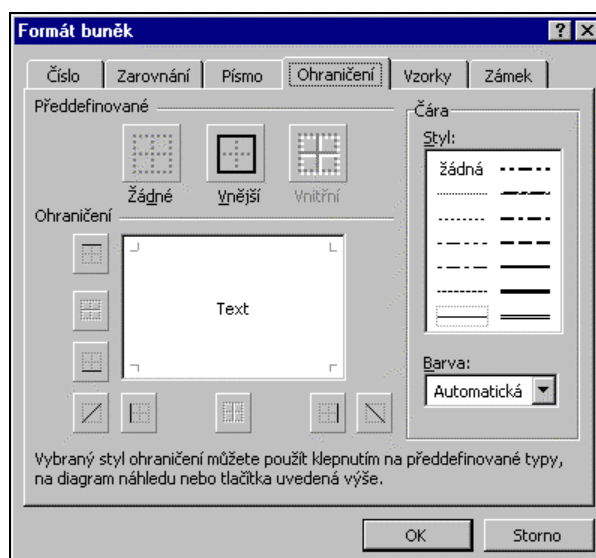 Formát buněk
Číslo Zarovnání Písmo Ohraničení Vzorky Zámek
Předdefinované
Žádné Vnější Vnitřní
Ohraničení
Text
Čára
Styl:
žádná
Barva:
Automatická
Vybraný styl ohraničení můžete použít klepnutím na předdefinované typy,
na diagram náhledu nebo tlačítka uvedená výše.
OK Storno